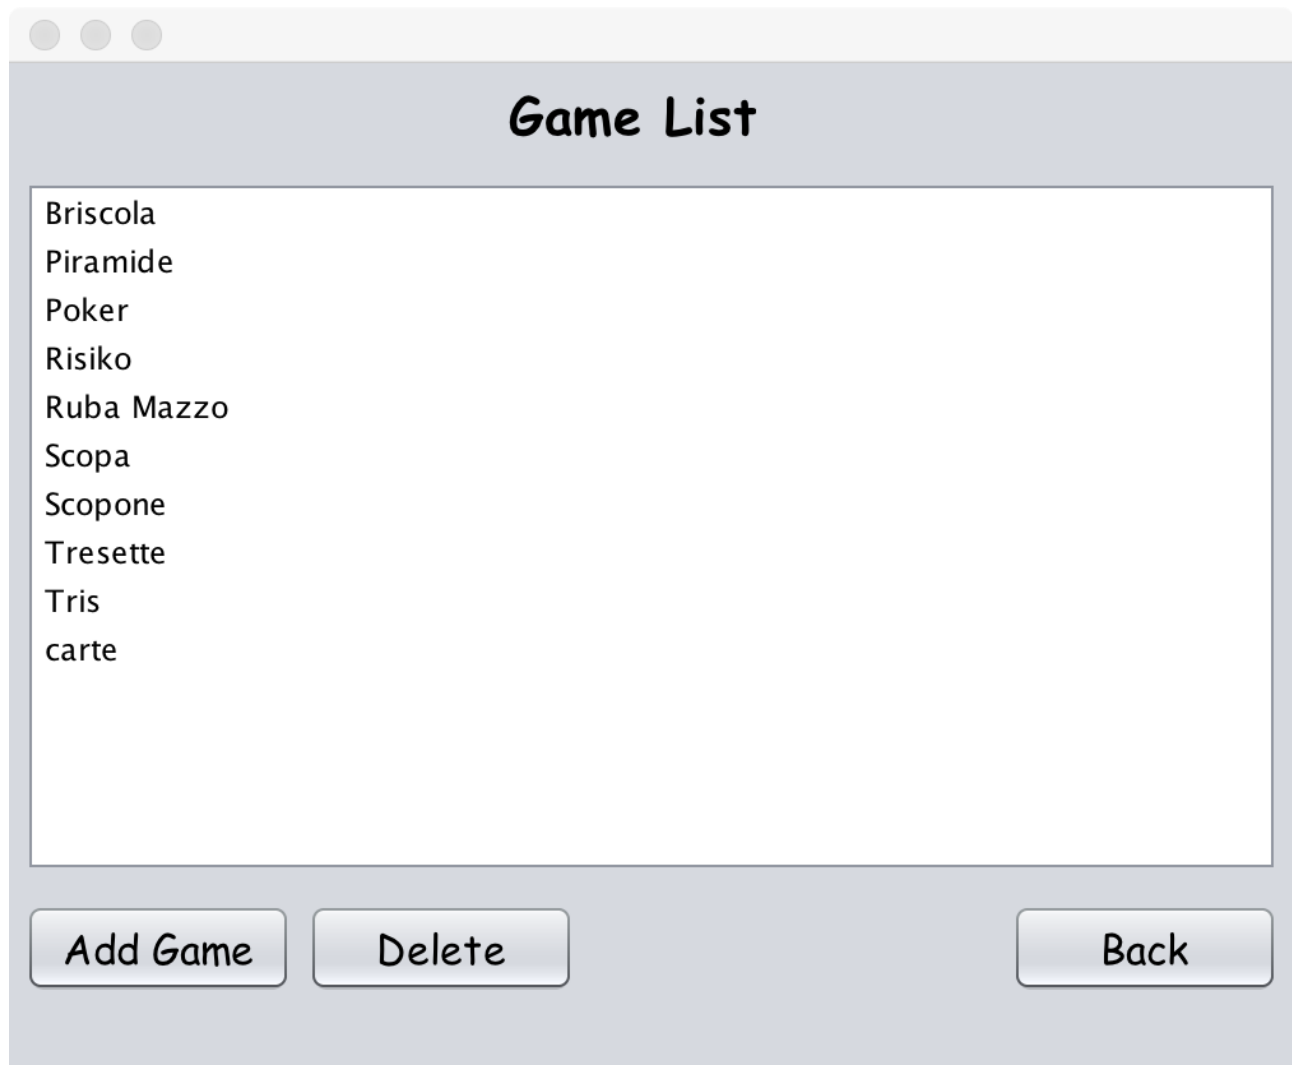 Game List
Briscola
Piramide
Poker
Risiko
Ruba Mazzo
Scopa
Scopone
Tresette
Tris
carte
Add Game
Delete
Back